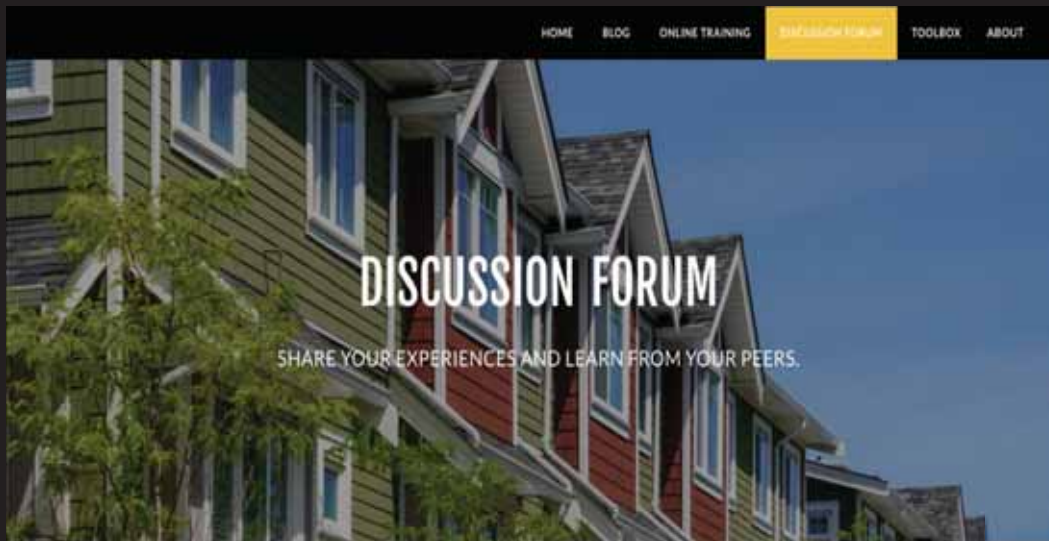 HOME BLOG ONLINE TRAINING DISCUSSION FORUM TOOLBOX ABOUT
DISCUSSION FORUM
SHARE YOUR EXPERIENCES AND LEARN FROM YOUR PEERS.